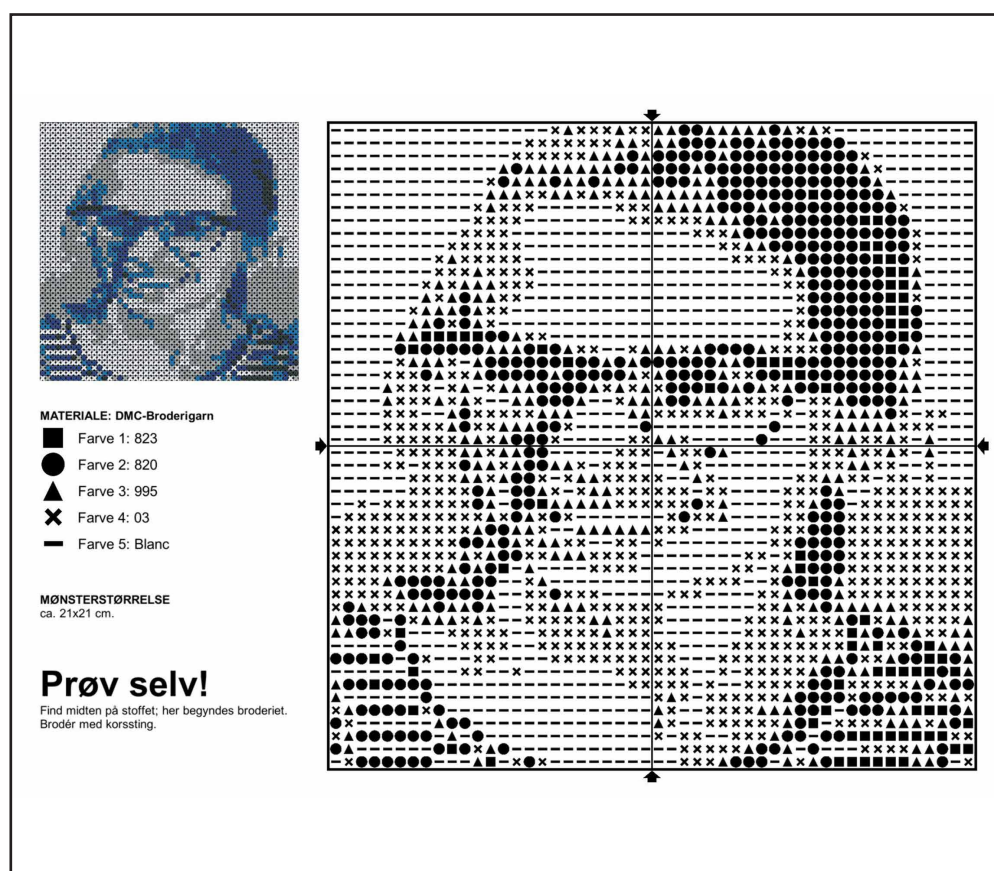 MATERIALE: DMC-Broderigarn
Farve 1: 823
Farve 2: 820
Farve 3: 995
Farve 4: 03
Farve 5: Blanc
MØNSTERSTØRRELSE
ca. 21x21 cm.
Prøv selv!
Find midten på stoffet; her begyndes broderiet.
Brodér med korssting.